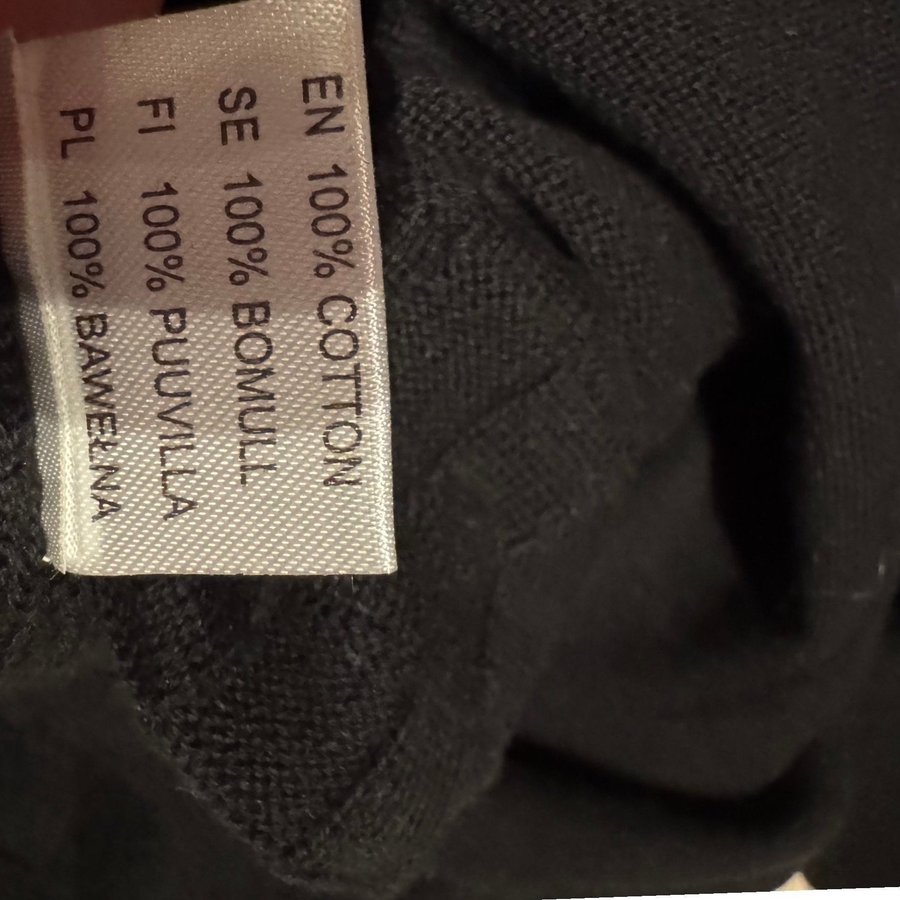 EN 100% COTTON
SE 100% BOMULL
FI 100% PUUVILLA
PL 100% BAWEŁNA